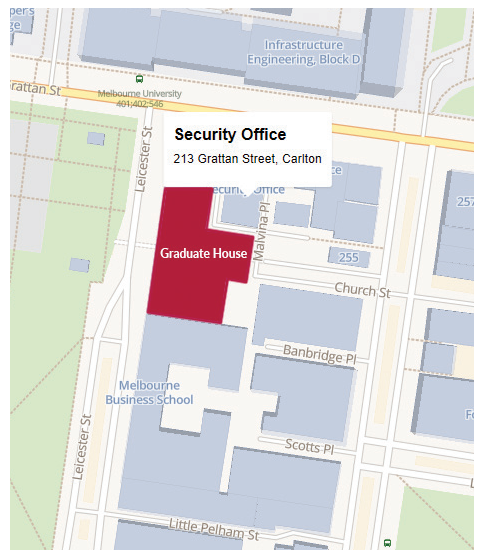 Infrastructure
Engineering, Block D
Grattan St
Melbourne University
401;402;546
Leicester St
Security Office
213 Grattan Street, Carlton
Security Office
Malvina Pl
257
Graduate House
255
Church St
Banbridge Pl
Melbourne
Business School
Leicester St
Scotts Pl
Little Pelham St